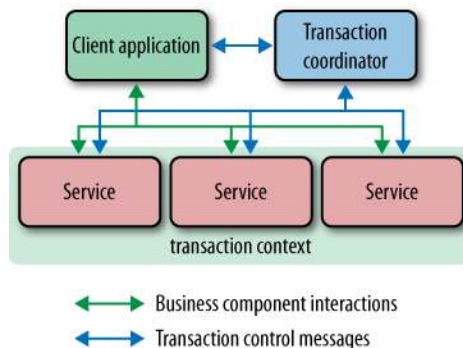 Client application
Transaction
coordinator
Service
Service
Service
transaction context
Business component interactions
Transaction control messages